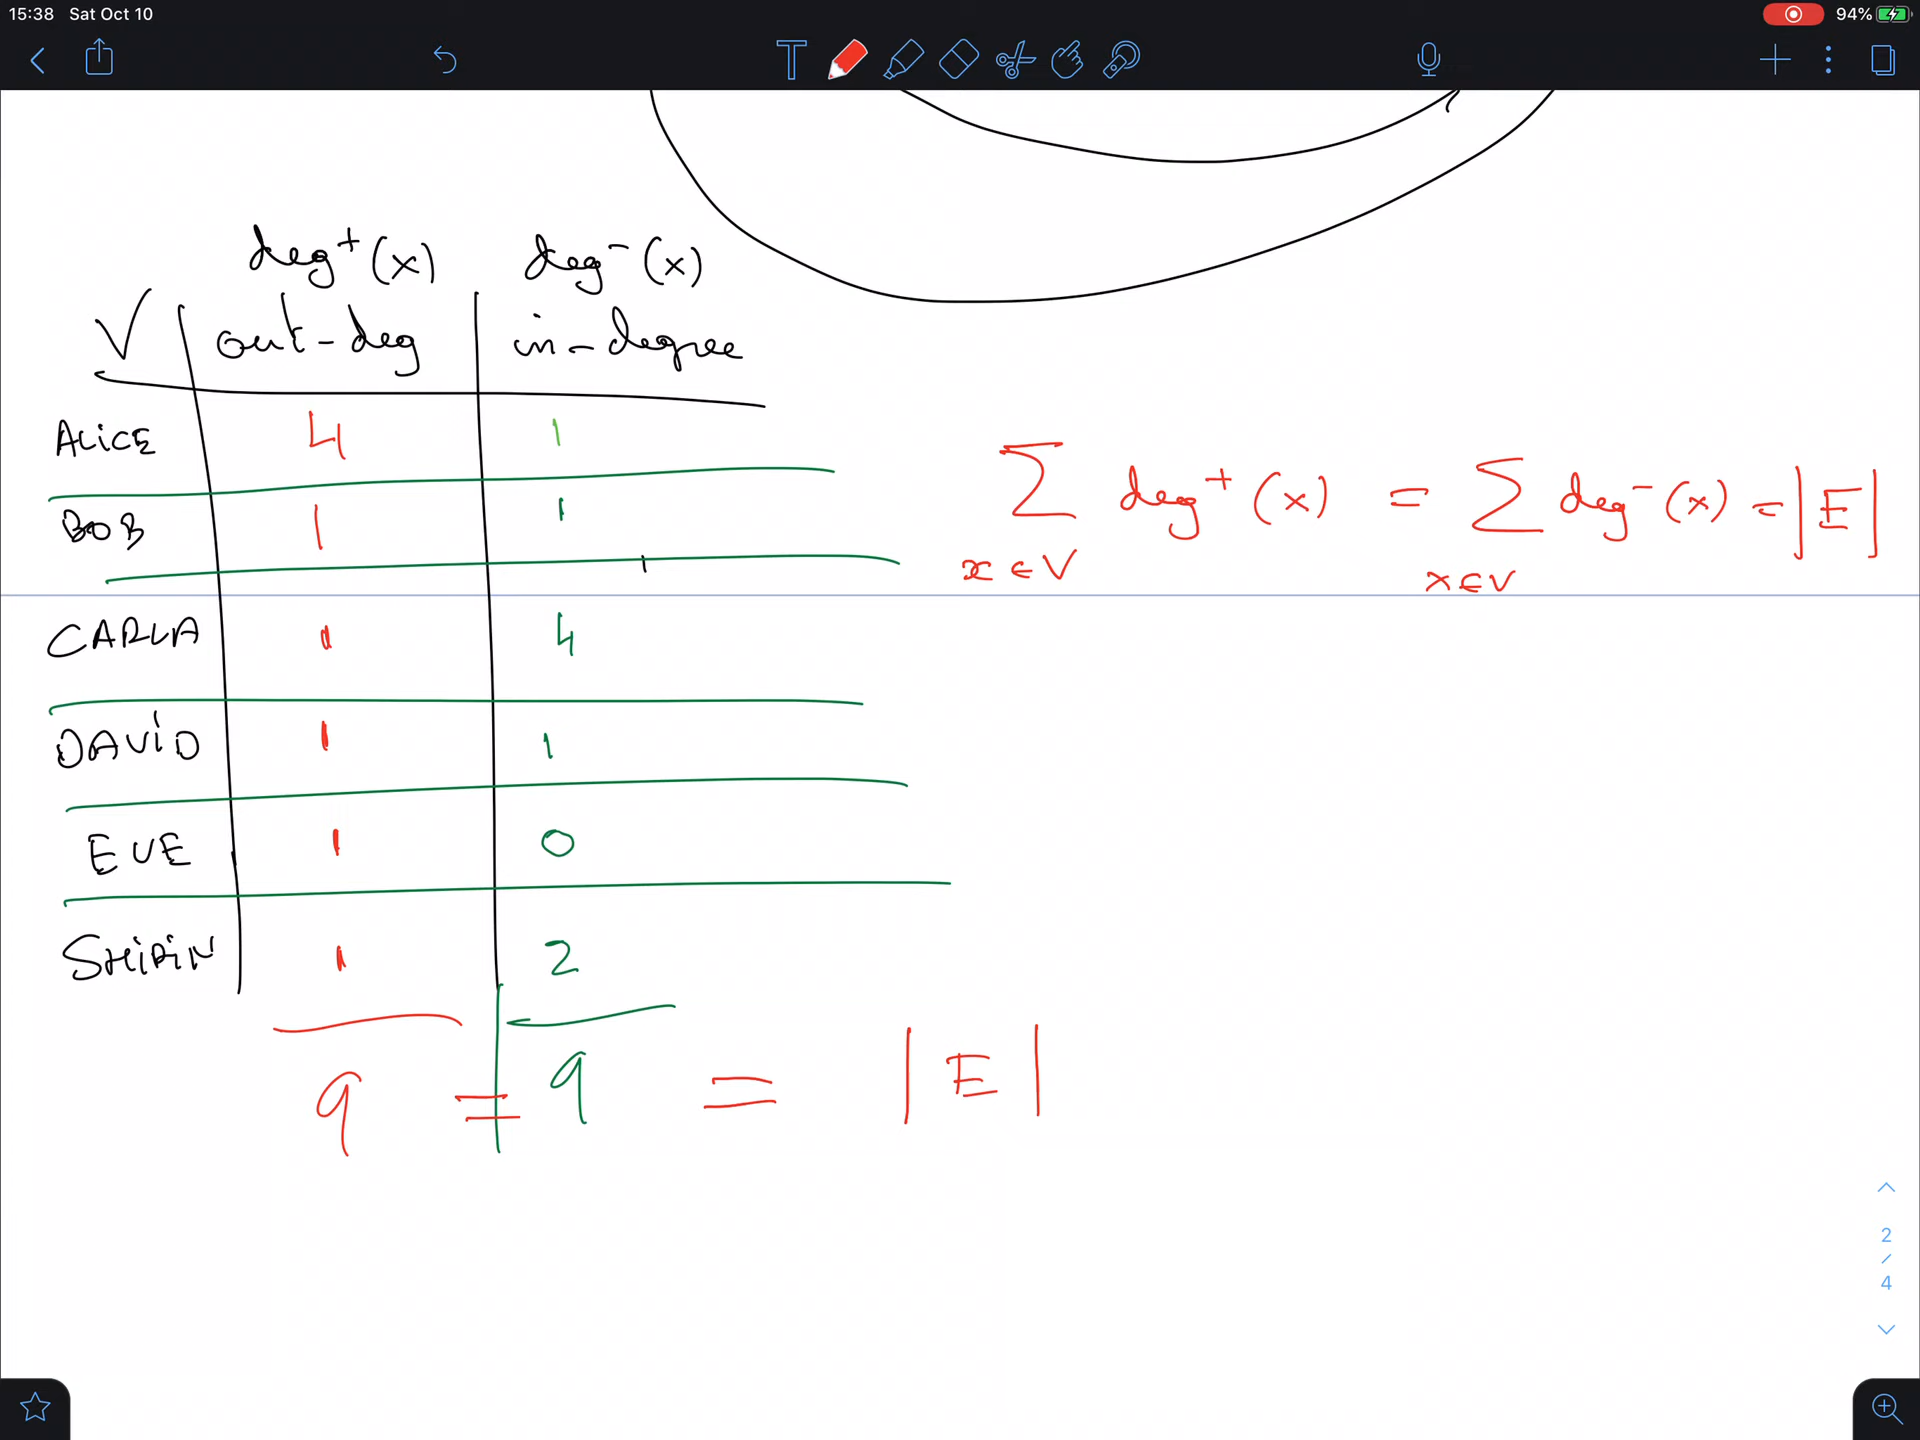 15:38 Sat Oct 10
94%
deg⁺(x) deg⁻(x)
V out-deg in-degree
ALICE 4 1
BOB 1 1
CARLA 1 4
DAVID 1 1
EVE 1 0
SHIRIN 1 2
9 = 9 = |E|
∑ deg⁺(x) = ∑ deg⁻(x) = |E|
x∈V x∈V
2
/
4